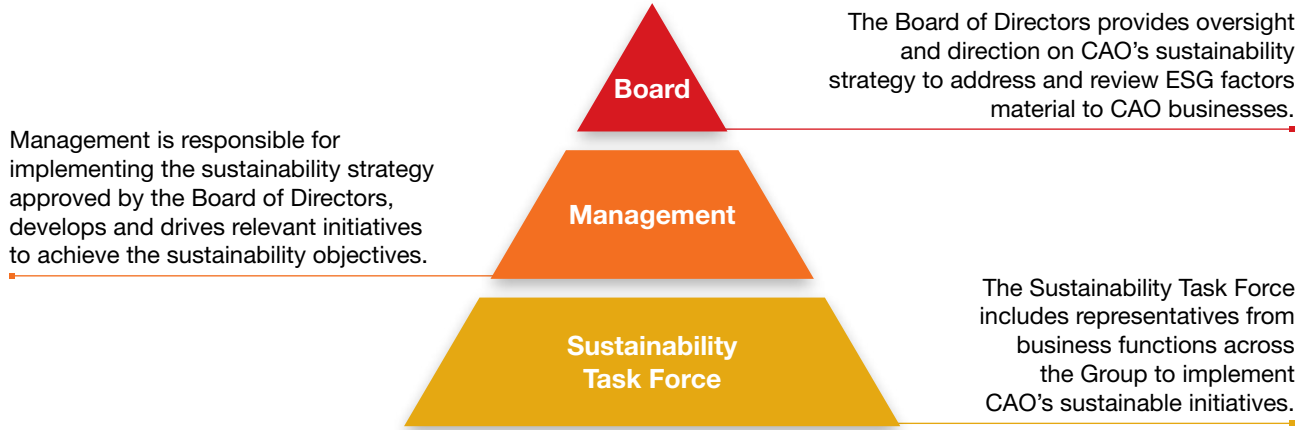 The Board of Directors provides oversight
and direction on CAO's sustainability
strategy to address and review ESG factors
material to CAO businesses.
Board
Management is responsible for
implementing the sustainability strategy
approved by the Board of Directors,
develops and drives relevant initiatives
to achieve the sustainability objectives.
Management
The Sustainability Task Force
includes representatives from
business functions across
the Group to implement
CAO's sustainable initiatives.
Sustainability
Task Force